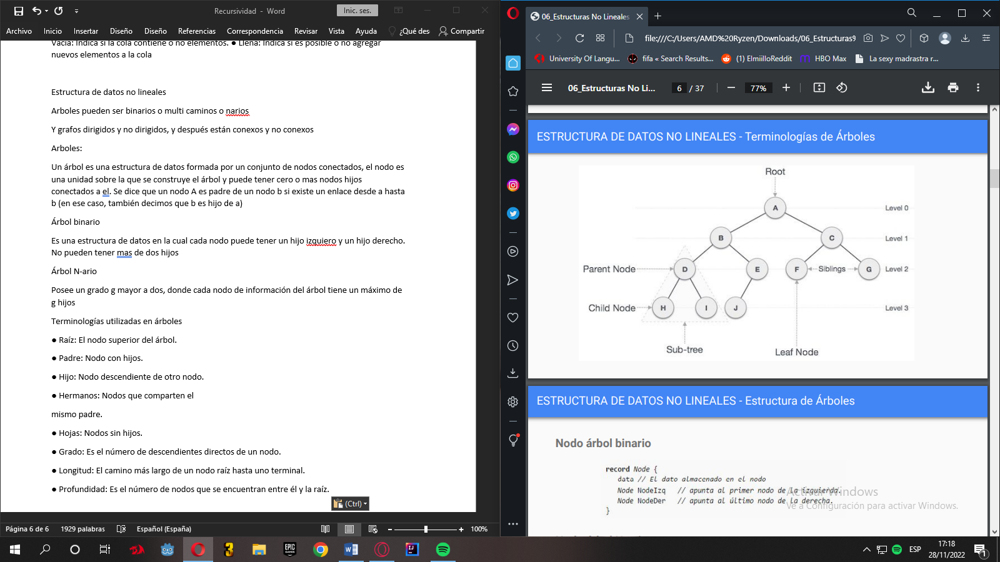 Recursividad - Word
Inic. ses.
Archivo Inicio Insertar Diseño Diseño Referencias Correspondencia Revisar Vista Ayuda ¿Qué des Compartir
Vacía: Indica si la cola contiene o no elementos. ● Llena: Indica si es posible o no agregar
nuevos elementos a la cola
Estructura de datos no lineales
Arboles pueden ser binarios o multi caminos o narios
Y grafos dirigidos y no dirigidos, y después están conexos y no conexos
Arboles:
Un árbol es una estructura de datos formada por un conjunto de nodos conectados, el nodo es
una unidad sobre la que se construye el árbol y puede tener cero o mas nodos hijos
conectados a el. Se dice que un nodo A es padre de un nodo b si existe un enlace desde a hasta
b (en ese caso, también decimos que b es hijo de a)
Árbol binario
Es una estructura de datos en la cual cada nodo puede tener un hijo izquiero y un hijo derecho.
No pueden tener mas de dos hijos
Árbol N-ario
Posee un grado g mayor a dos, donde cada nodo de información del árbol tiene un máximo de
g hijos
Terminologías utilizadas en árboles
● Raíz: El nodo superior del árbol.
● Padre: Nodo con hijos.
● Hijo: Nodo descendiente de otro nodo.
● Hermanos: Nodos que comparten el
mismo padre.
● Hojas: Nodos sin hijos.
● Grado: Es el número de descendientes directos de un nodo.
● Longitud: El camino más largo de un nodo raíz hasta uno terminal.
● Profundidad: Es el número de nodos que se encuentran entre él y la raíz.
(Ctrl)
Página 6 de 6 1929 palabras Español (España) 100%
06_Estructuras No Lineales
file:///C:/Users/AMD%20Ryzen/Downloads/06_Estructuras%
University Of Langu... fifa « Search Results... (1) ElmiilloReddit HBO Max La sexy madrastra r...
06_Estructuras No Li... 6 / 37 77%
ESTRUCTURA DE DATOS NO LINEALES - Terminologías de Árboles
Root
A Level 0
B C Level 1
Parent Node D E F Siblings G Level 2
Child Node H I J Level 3
Sub-tree Leaf Node
ESTRUCTURA DE DATOS NO LINEALES - Estructura de Árboles
Nodo árbol binario
record Node {
data // El dato almacenado en el nodo
Node NodeIzq // apunta al primer nodo de la izquierda.
Node NodeDer // apunta al último nodo de la derecha.
}
Activar Windows
Ve a Configuración para activar Windows.
3
EPIC GAMES
W
IJ
ESP
17:18
28/11/2022
1